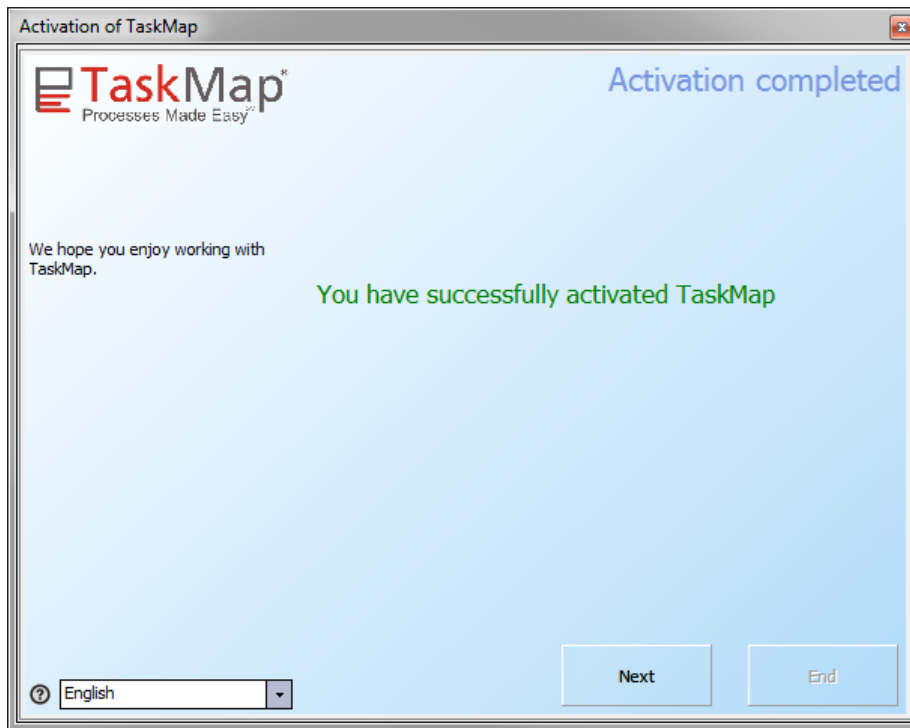 Activation of TaskMap
TaskMap®
Processes Made Easy
Activation completed
We hope you enjoy working with
TaskMap.
You have successfully activated TaskMap
Next
End
English